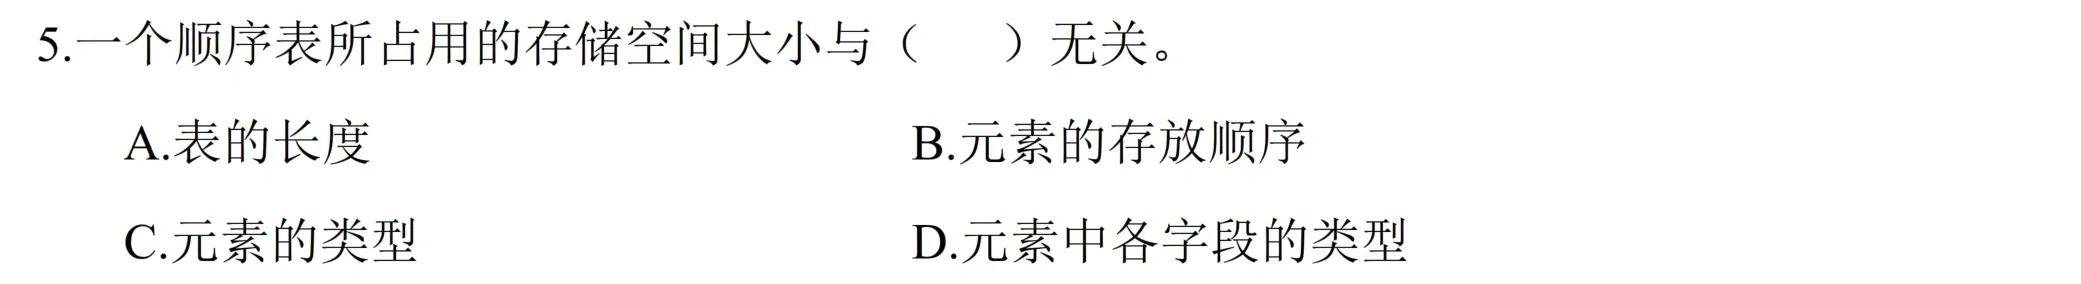 5.一个顺序表所占用的存储空间大小与（　　）无关。
A.表的长度　　B.元素的存放顺序
C.元素的类型　　D.元素中各字段的类型